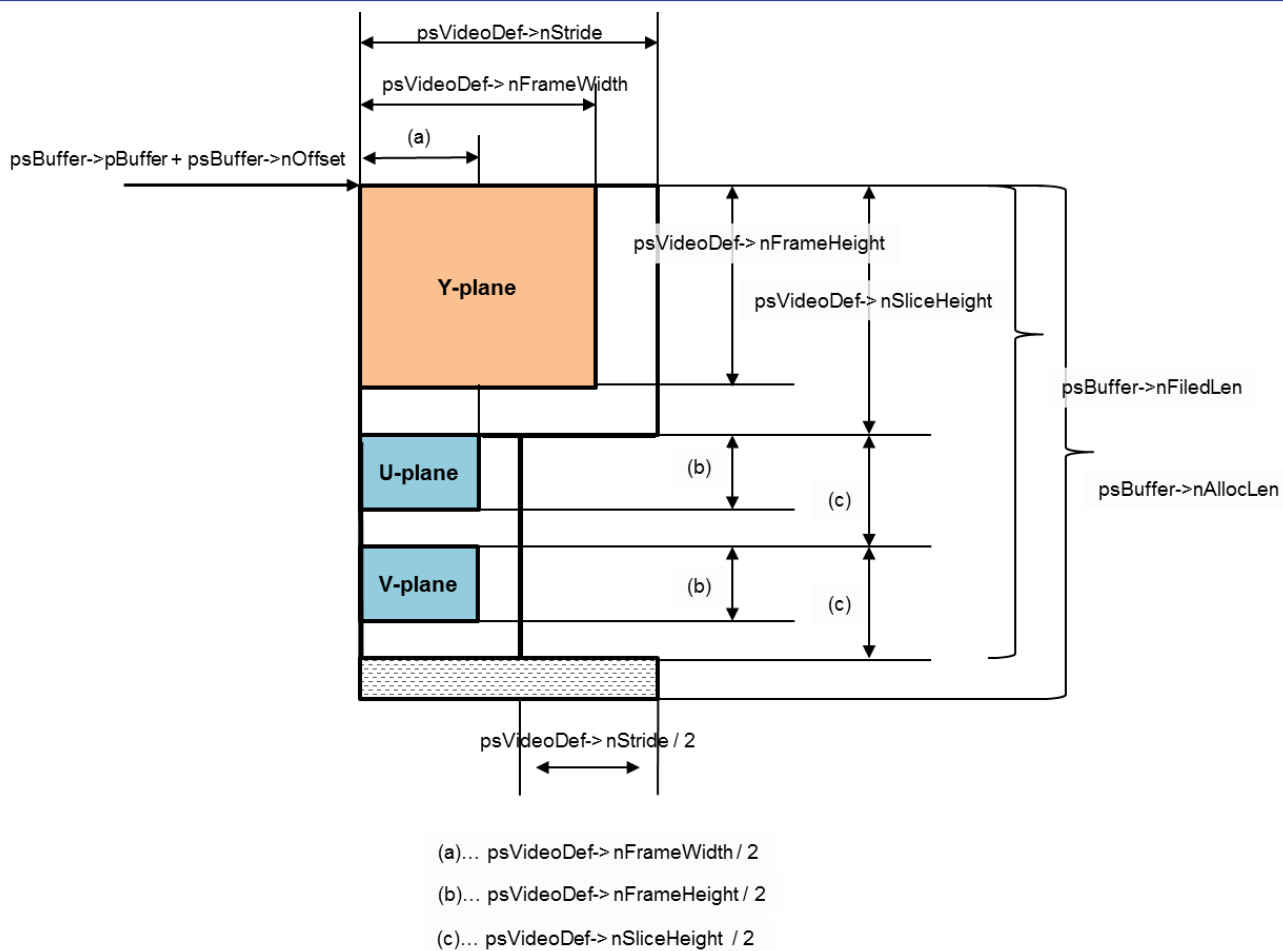 psVideoDef->nStride
psVideoDef-> nFrameWidth
(a)
psBuffer->pBuffer + psBuffer->nOffset
psVideoDef-> nFrameHeight
Y-plane
psVideoDef-> nSliceHeight
psBuffer->nFiledLen
U-plane
(b)
(c)
psBuffer->nAllocLen
V-plane
(b)
(c)
psVideoDef-> nStride / 2
(a)... psVideoDef-> nFrameWidth / 2
(b)... psVideoDef-> nFrameHeight / 2
(c)... psVideoDef-> nSliceHeight / 2